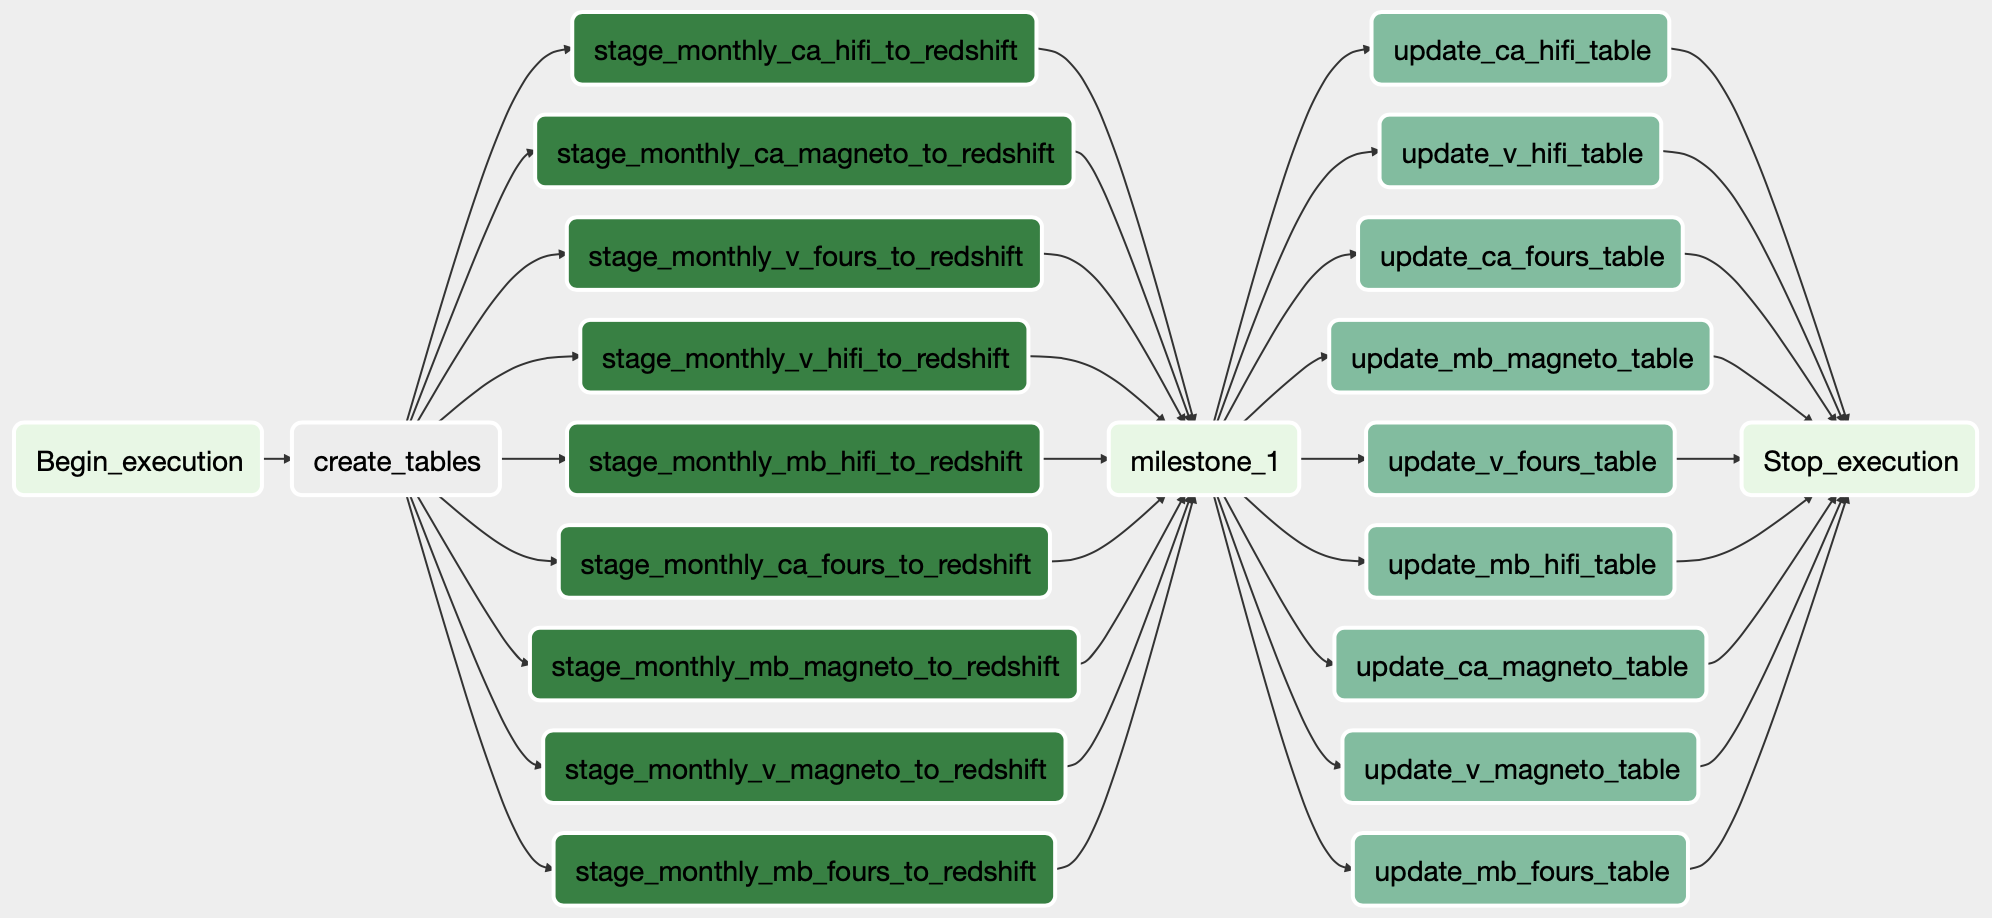 Begin_execution
create_tables
stage_monthly_ca_hifi_to_redshift
stage_monthly_ca_magneto_to_redshift
stage_monthly_v_fours_to_redshift
stage_monthly_v_hifi_to_redshift
stage_monthly_mb_hifi_to_redshift
stage_monthly_ca_fours_to_redshift
stage_monthly_mb_magneto_to_redshift
stage_monthly_v_magneto_to_redshift
stage_monthly_mb_fours_to_redshift
milestone_1
update_ca_hifi_table
update_v_hifi_table
update_ca_fours_table
update_mb_magneto_table
update_v_fours_table
update_mb_hifi_table
update_ca_magneto_table
update_v_magneto_table
update_mb_fours_table
Stop_execution